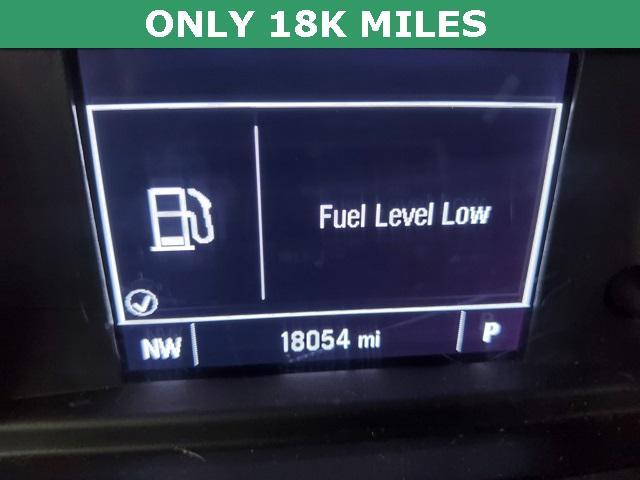 ONLY 18K MILES
Fuel Level Low
NW 18054 mi P